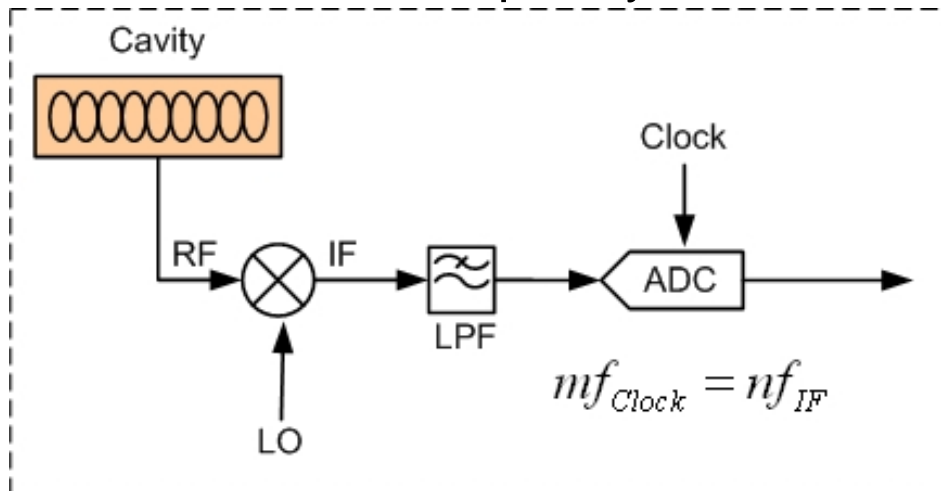 Cavity
Clock
RF
IF
ADC
LPF
LO
mf_Clock = nf_IF